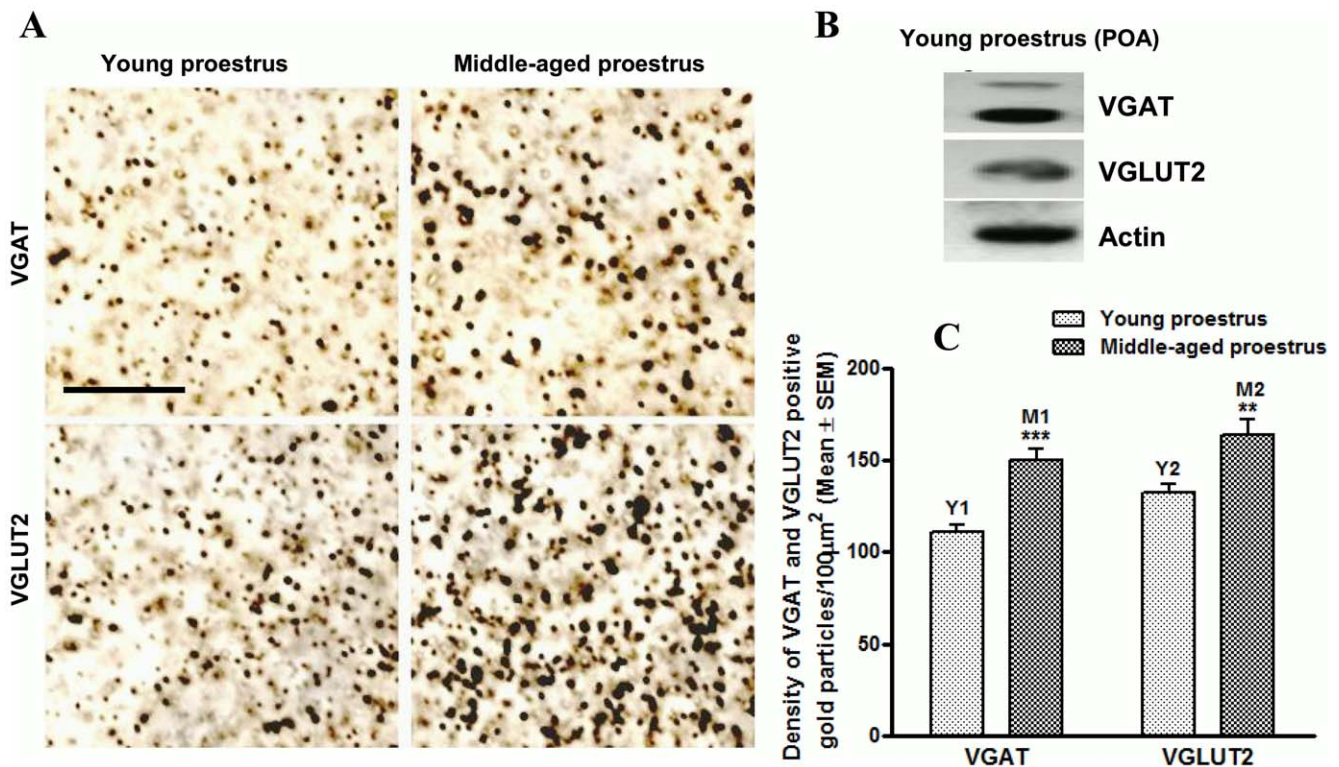 A
Young proestrus
Middle-aged proestrus
VGAT
VGLUT2
B
Young proestrus (POA)
VGAT
VGLUT2
Actin
C
Young proestrus
Middle-aged proestrus
Density of VGAT and VGLUT2 positive
gold particles/100µm² (Mean ± SEM)
200
150
100
50
0
Y1
M1
***
Y2
M2
**
VGAT
VGLUT2